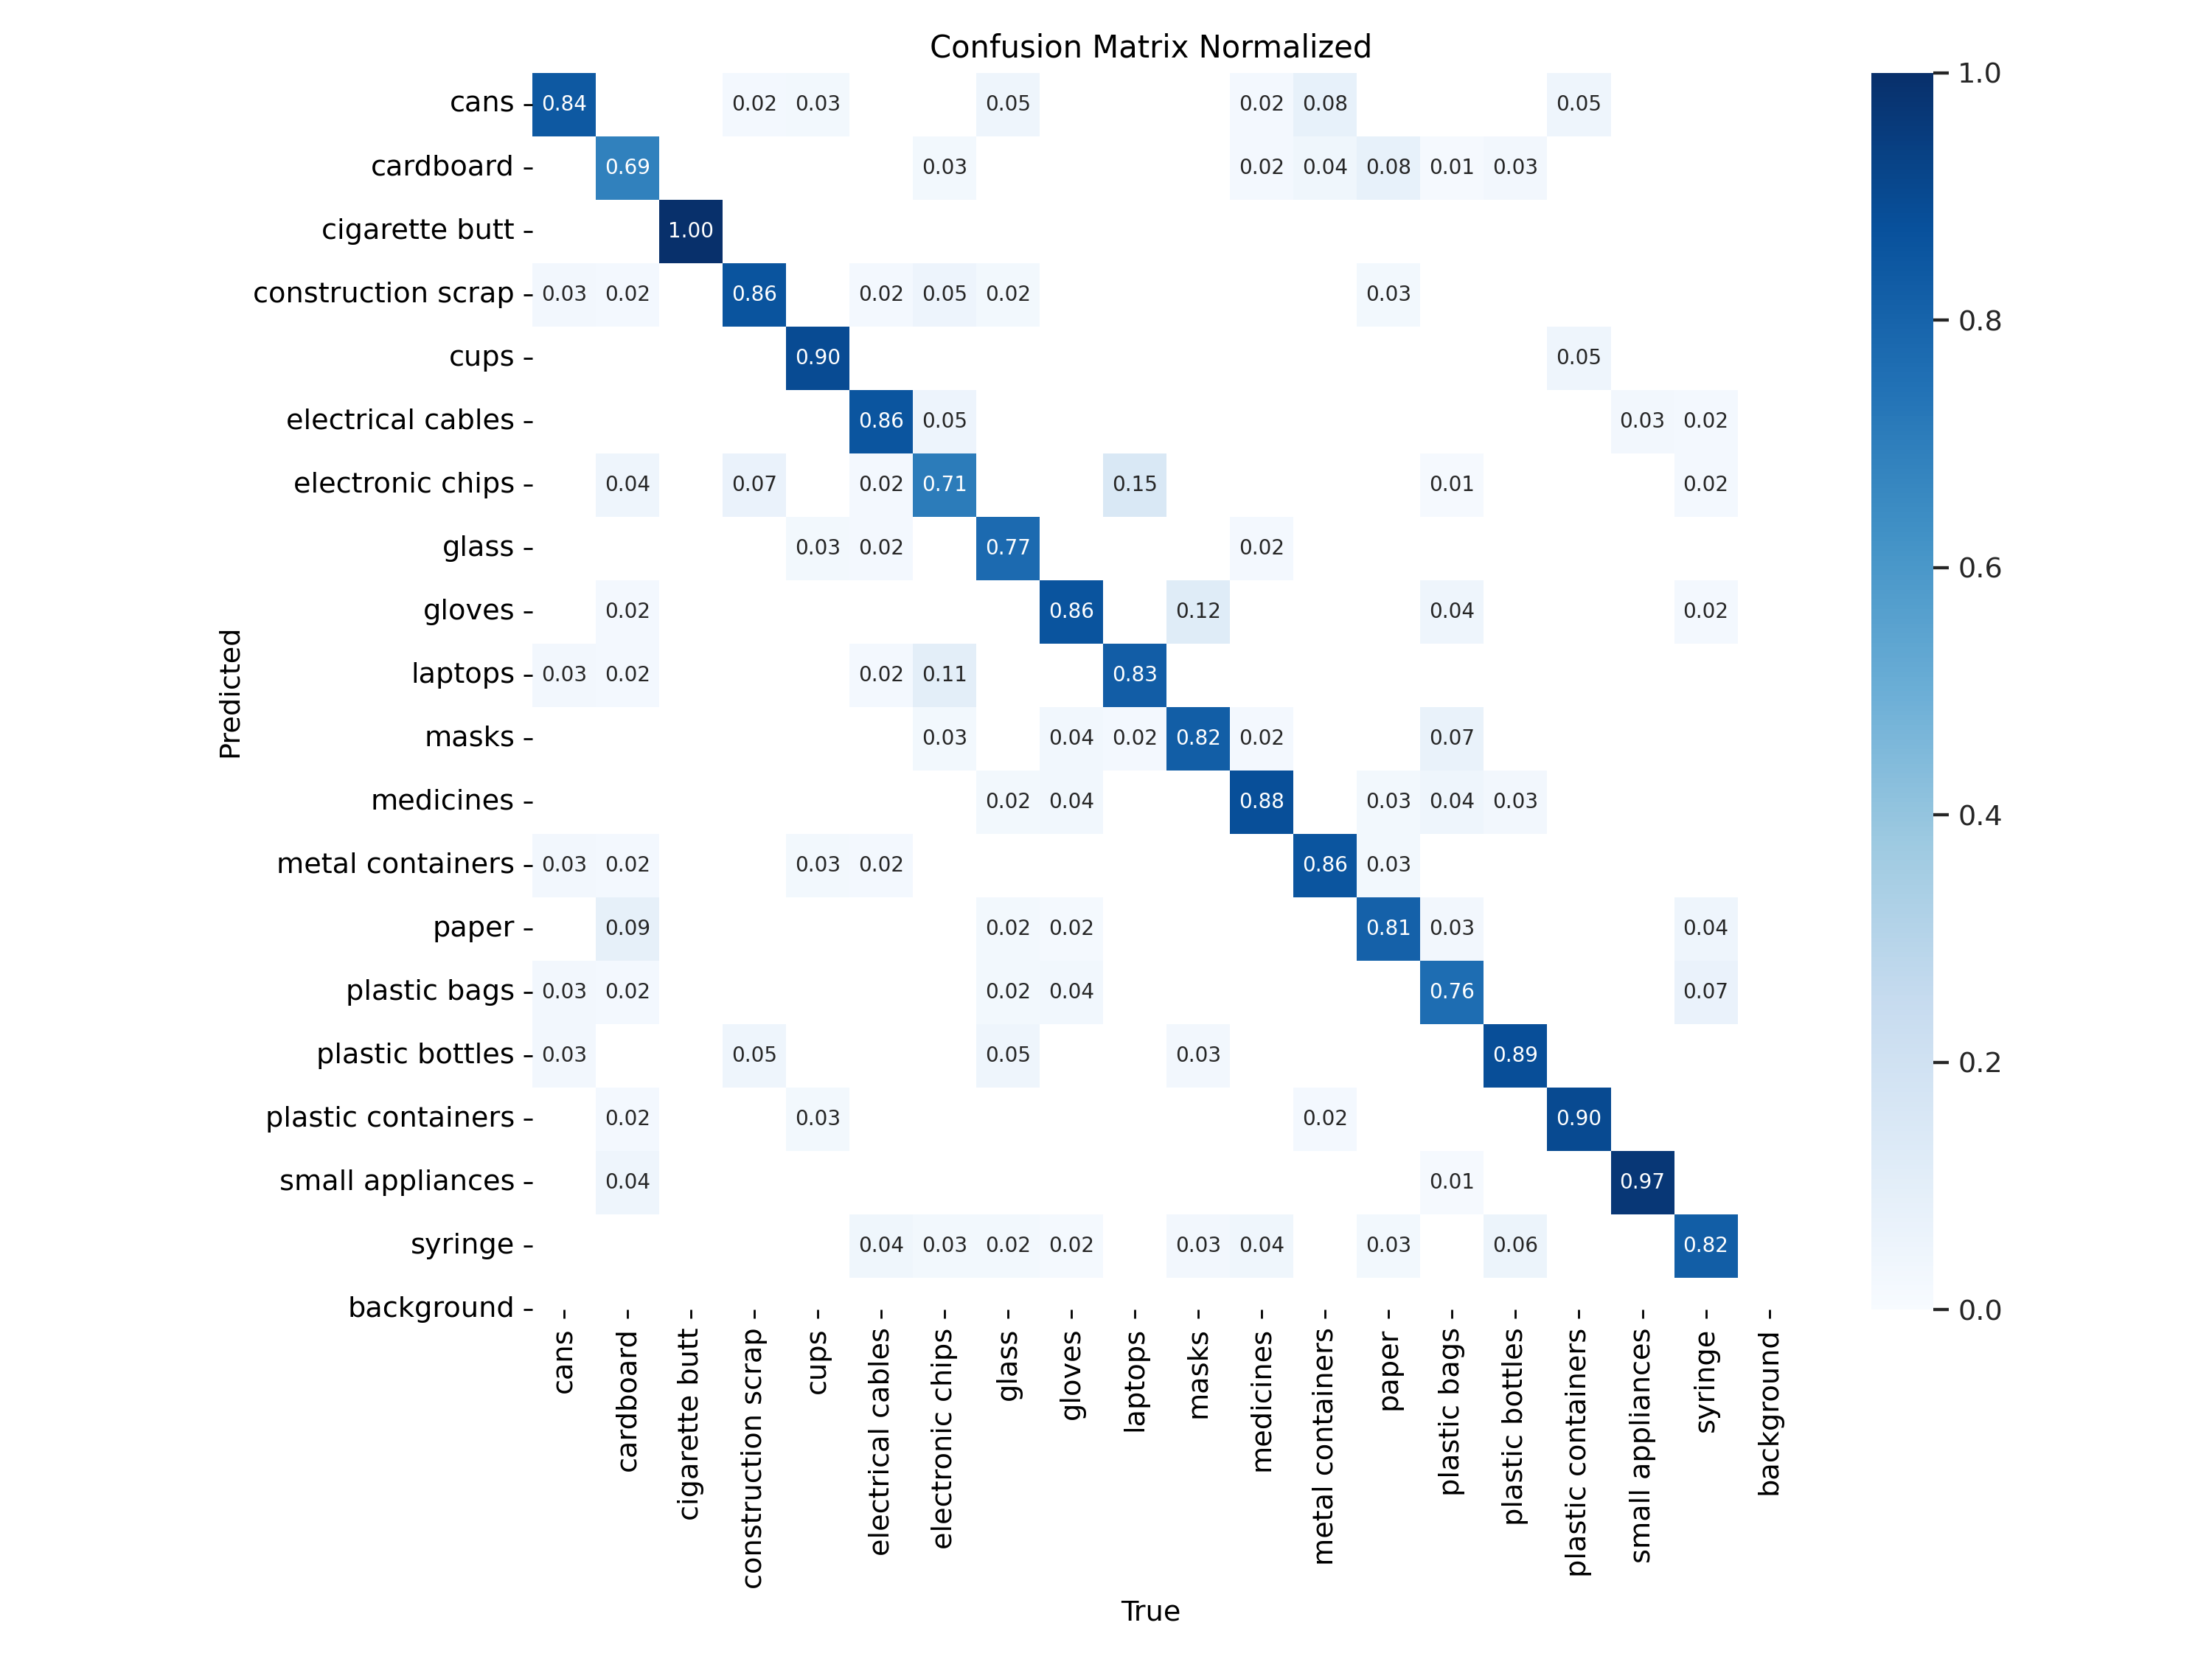 Confusion Matrix Normalized
cans 0.84 0.02 0.03 0.05 0.02 0.08 0.05
cardboard 0.69 0.03 0.02 0.04 0.08 0.01 0.03
cigarette butt 1.00
construction scrap 0.03 0.02 0.86 0.02 0.05 0.02 0.03
cups 0.90 0.05
electrical cables 0.86 0.05 0.03 0.02
electronic chips 0.04 0.07 0.02 0.71 0.15 0.01 0.02
glass 0.03 0.02 0.77 0.02
gloves 0.02 0.86 0.12 0.04 0.02
laptops 0.03 0.02 0.02 0.11 0.83
masks 0.03 0.04 0.02 0.82 0.02 0.07
medicines 0.02 0.04 0.88 0.03 0.04 0.03
metal containers 0.03 0.02 0.03 0.02 0.86 0.03
paper 0.09 0.02 0.02 0.81 0.03 0.04
plastic bags 0.03 0.02 0.02 0.04 0.76 0.07
plastic bottles 0.03 0.05 0.05 0.03 0.89
plastic containers 0.02 0.03 0.02 0.90
small appliances 0.04 0.01 0.97
syringe 0.04 0.03 0.02 0.02 0.03 0.04 0.03 0.06 0.82
background
Predicted
cans
cardboard
cigarette butt
construction scrap
cups
electrical cables
electronic chips
glass
gloves
laptops
masks
medicines
metal containers
paper
plastic bags
plastic bottles
plastic containers
small appliances
syringe
background
True
1.0
0.8
0.6
0.4
0.2
0.0